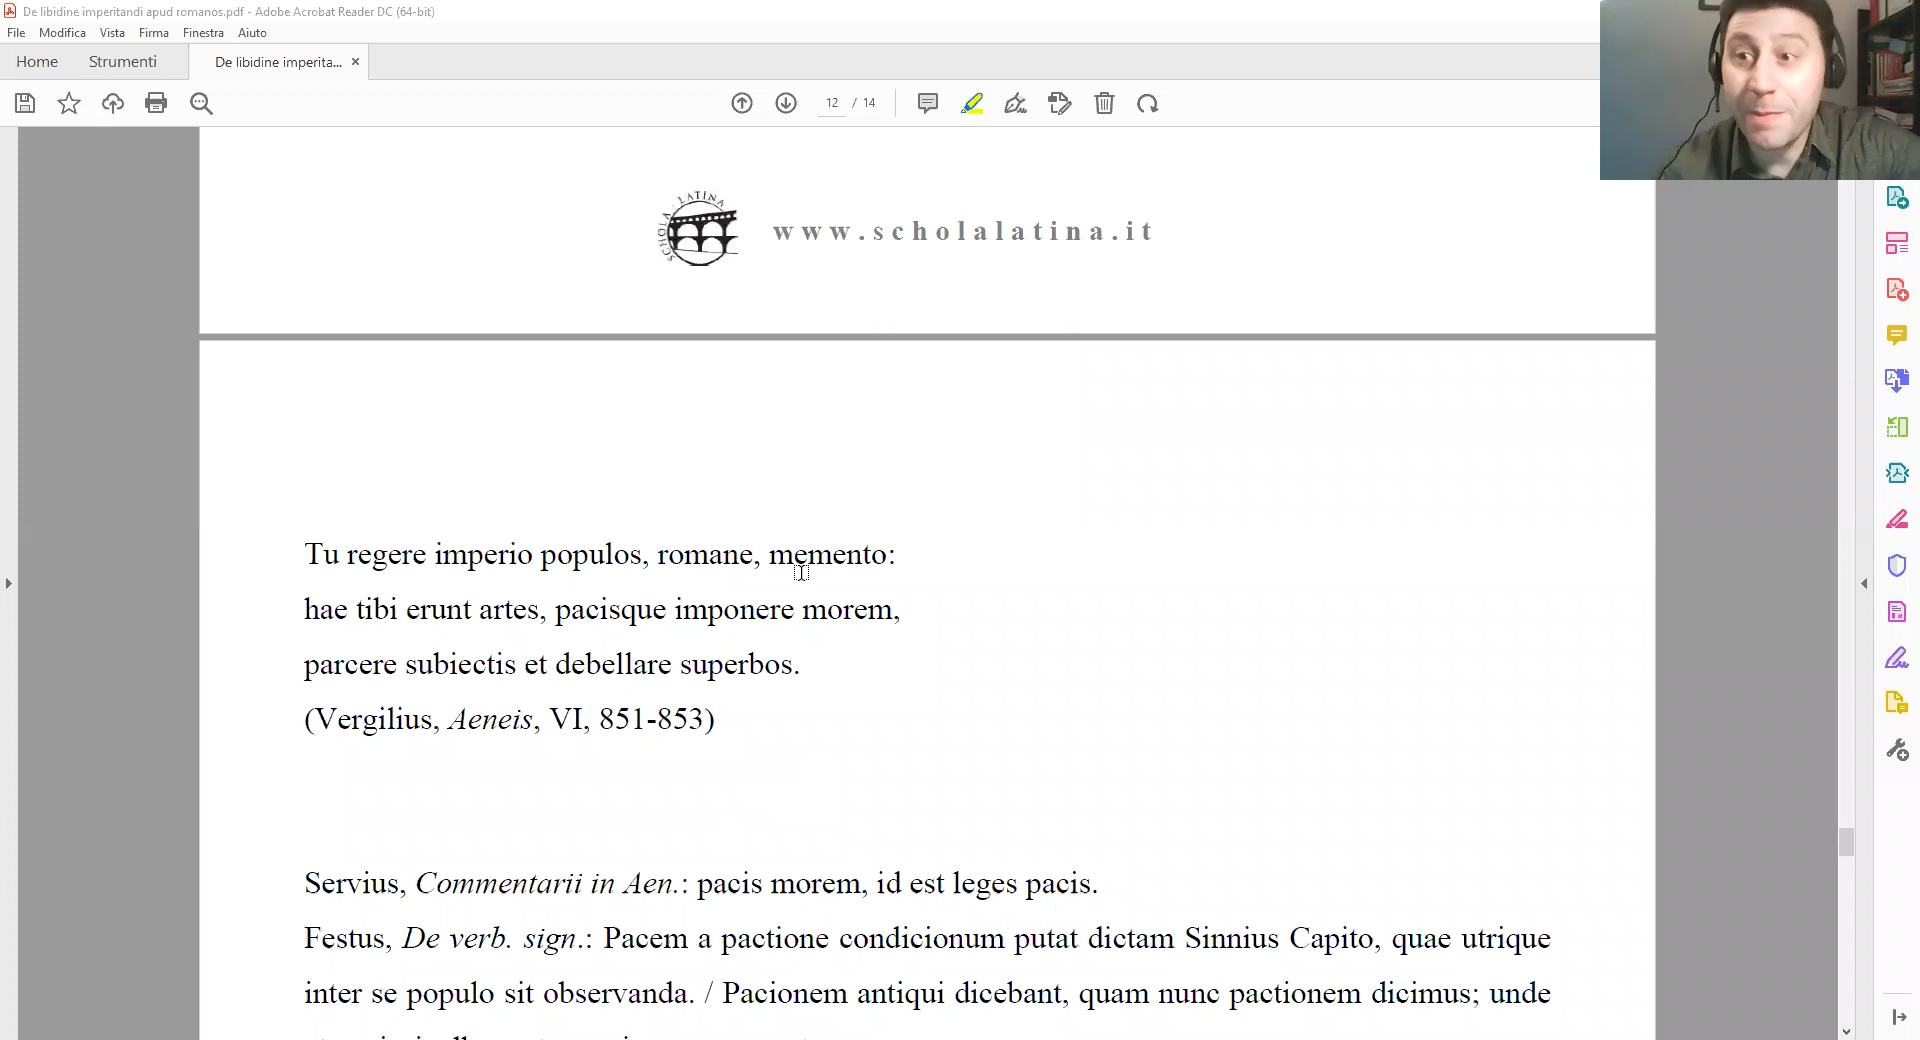 De libidine imperitandi apud romanos.pdf - Adobe Acrobat Reader DC (64-bit)
File Modifica Vista Firma Finestra Aiuto
Home Strumenti De libidine imperita... ×
12 / 14
SCHOLA LATINA
www.scholalatina.it
Tu regere imperio populos, romane, memento:
hae tibi erunt artes, pacisque imponere morem,
parcere subiectis et debellare superbos.
(Vergilius, Aeneis, VI, 851-853)
Servius, Commentarii in Aen.: pacis morem, id est leges pacis.
Festus, De verb. sign.: Pacem a pactione condicionum putat dictam Sinnius Capito, quae utrique
inter se populo sit observanda. / Pacionem antiqui dicebant, quam nunc pactionem dicimus; unde